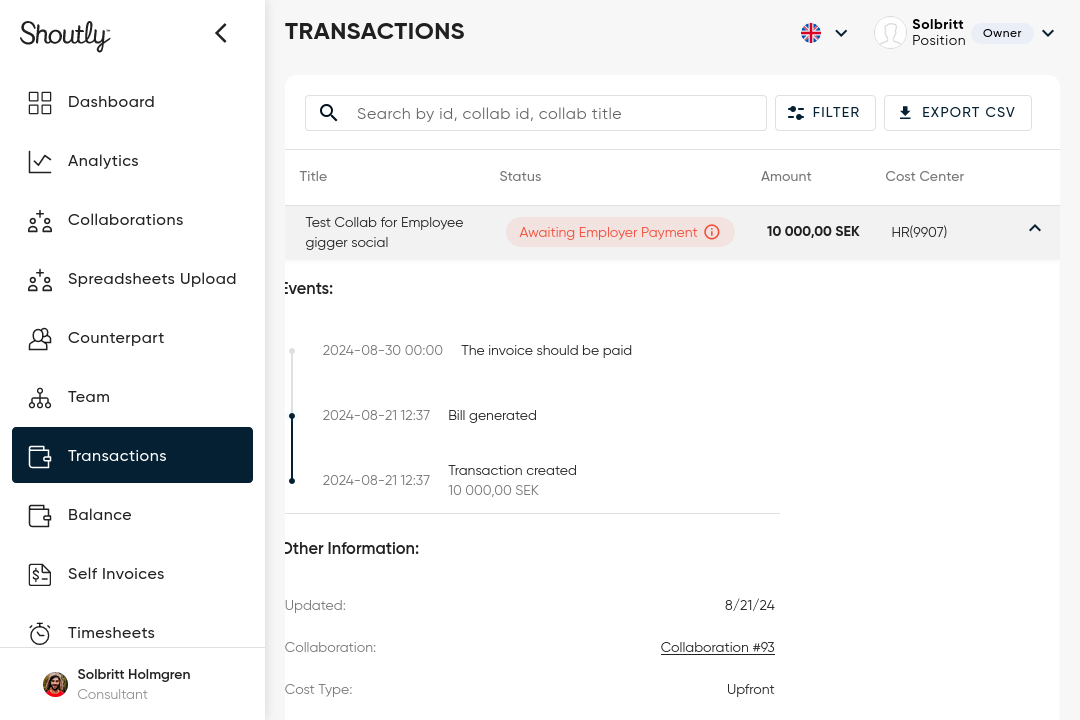 Shoutly
Dashboard
Analytics
Collaborations
Spreadsheets Upload
Counterpart
Team
Transactions
Balance
Self Invoices
Timesheets
Solbritt Holmgren
Consultant
TRANSACTIONS
Solbritt
Position
Owner
Search by id, collab id, collab title
FILTER
EXPORT CSV
Title Status Amount Cost Center
Test Collab for Employee
gigger social
Awaiting Employer Payment
10 000,00 SEK
HR(9907)
Events:
2024-08-30 00:00 The invoice should be paid
2024-08-21 12:37 Bill generated
2024-08-21 12:37 Transaction created
10 000,00 SEK
Other Information:
Updated: 8/21/24
Collaboration: Collaboration #93
Cost Type: Upfront